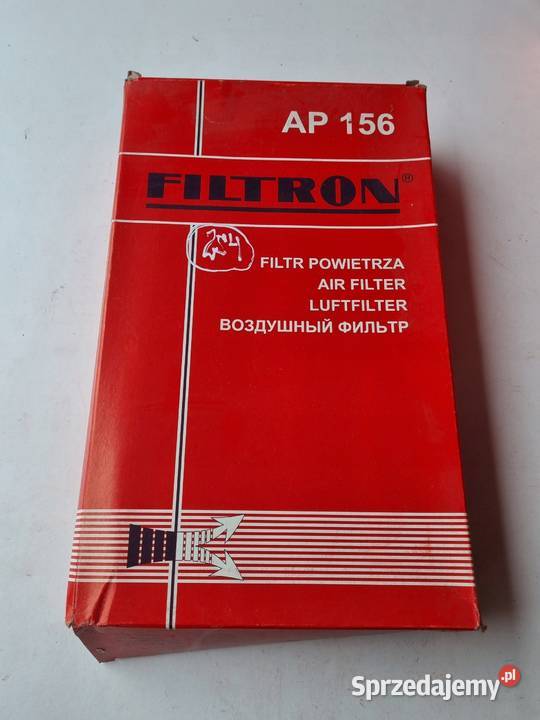 AP 156
FILTRON®
FILTR POWIETRZA
AIR FILTER
LUFTFILTER
ВОЗДУШНЫЙ ФИЛЬТР
Sprzedajemy.pl